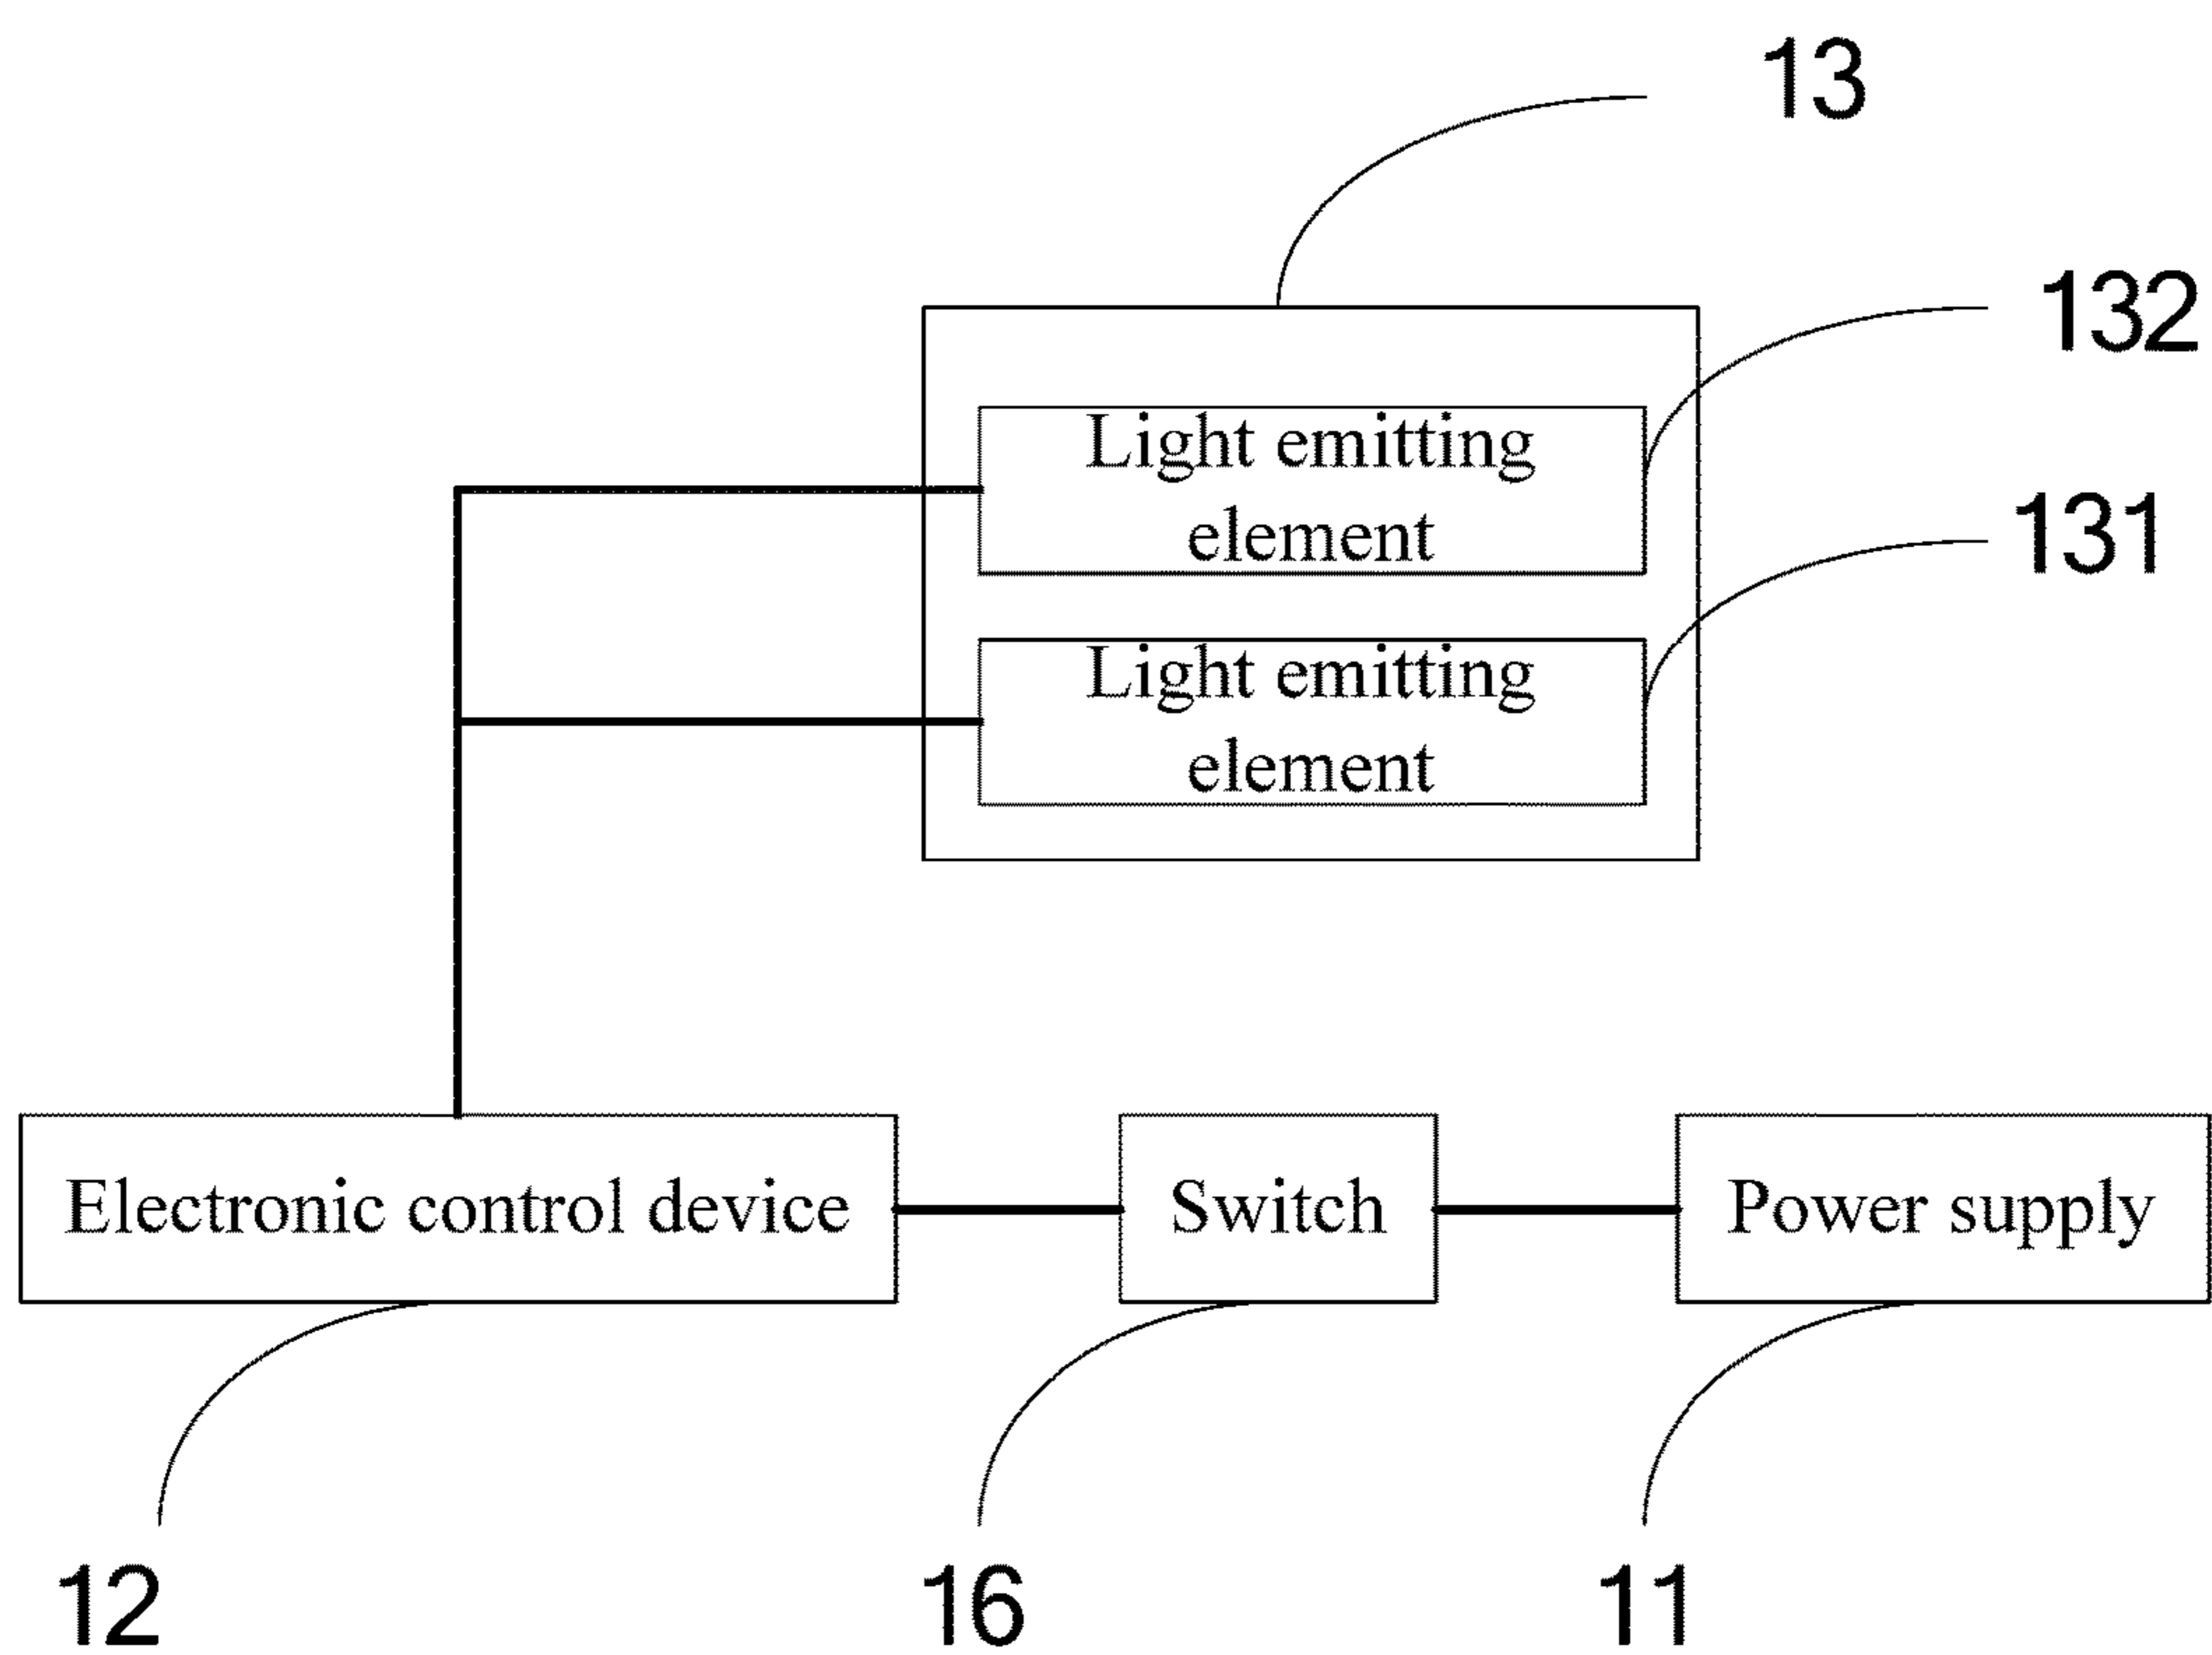 13
132
Light emitting
element
131
Light emitting
element
Electronic control device
Switch
Power supply
12
16
11